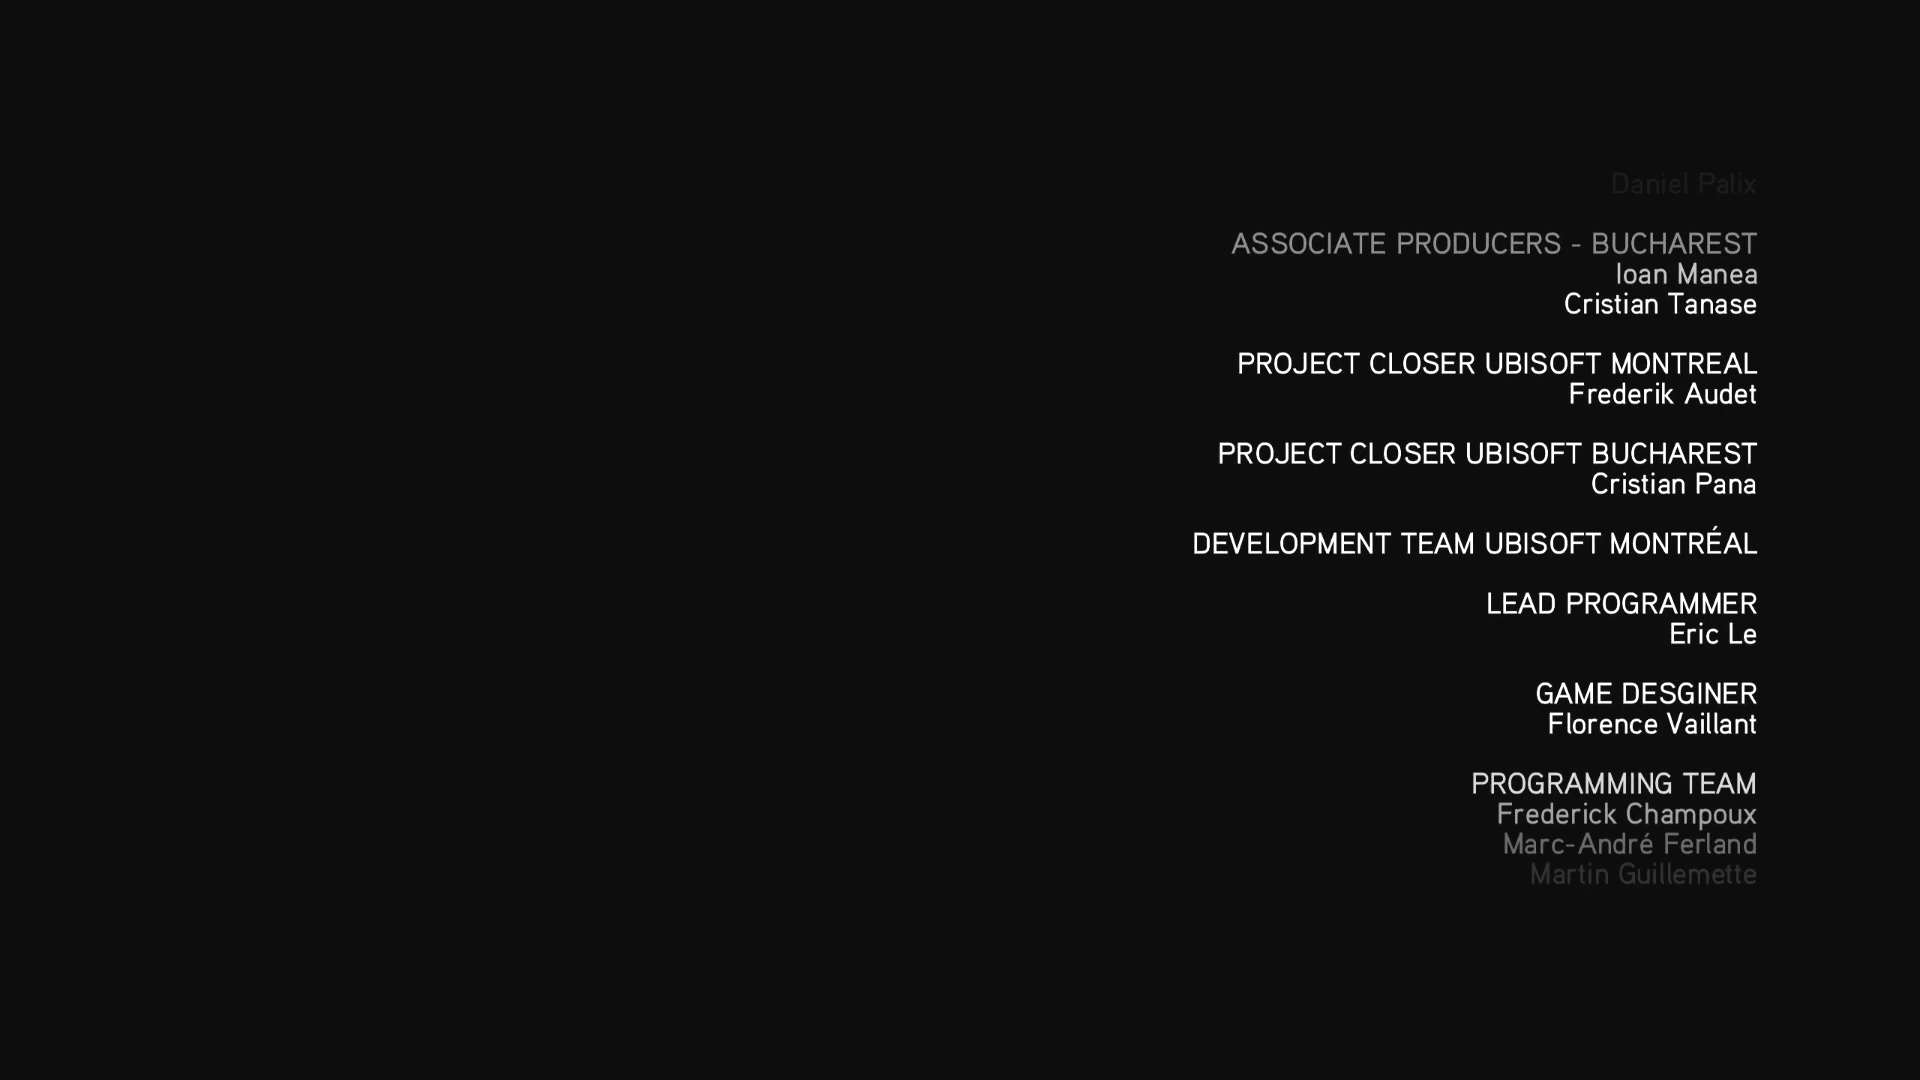 Daniel Palix
ASSOCIATE PRODUCERS - BUCHAREST
Ioan Manea
Cristian Tanase
PROJECT CLOSER UBISOFT MONTREAL
Frederik Audet
PROJECT CLOSER UBISOFT BUCHAREST
Cristian Pana
DEVELOPMENT TEAM UBISOFT MONTRÉAL
LEAD PROGRAMMER
Eric Le
GAME DESGINER
Florence Vaillant
PROGRAMMING TEAM
Frederick Champoux
Marc-André Ferland
Martin Guillemette